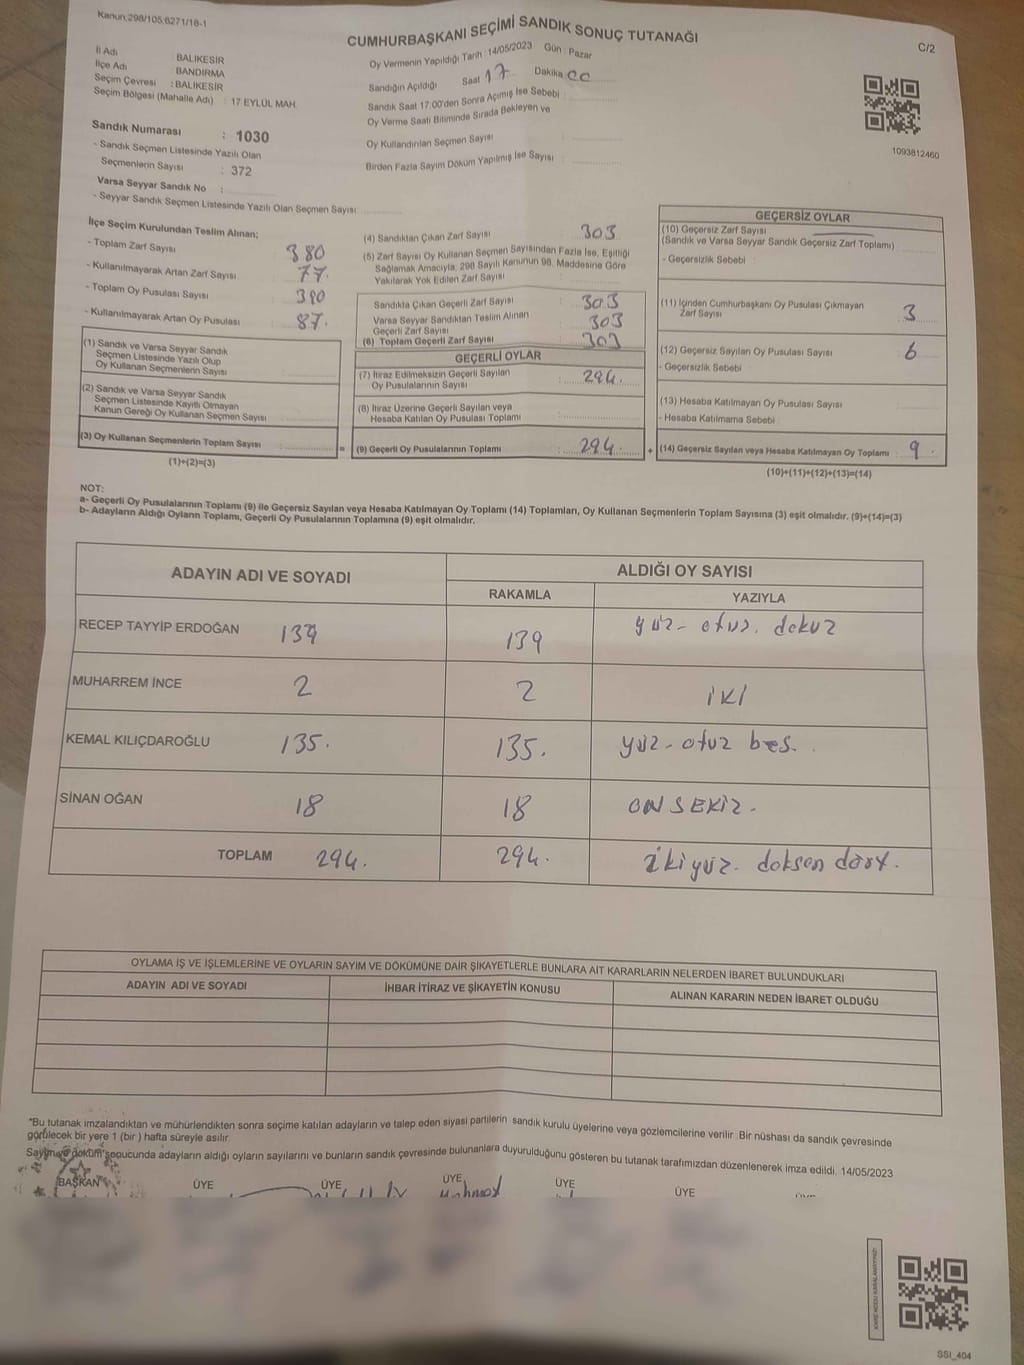 Kanun;298/105,6271/18-1
CUMHURBAŞKANI SEÇİMİ SANDIK SONUÇ TUTANAĞI
C/2
İl Adı : BALIKESİR
İlçe Adı : BANDIRMA
Seçim Çevresi : BALIKESİR
Seçim Bölgesi (Mahalle Adı) : 17 EYLÜL MAH.
Oy Vermenin Yapıldığı Tarih : 14/05/2023 Gün : Pazar
Sandığın Açıldığı Saat 17 Dakika 00
Sandık Saat 17:00'den Sonra Açımış İse Sebebi :
Oy Verme Saati Bitiminde Sırada Bekleyen ve
Oy Kullandırılan Seçmen Sayısı :
Birden Fazla Sayım Döküm Yapılmış İse Sayısı :
1093812460
Sandık Numarası : 1030
- Sandık Seçmen Listesinde Yazılı Olan
Seçmenlerin Sayısı : 372
Varsa Seyyar Sandık No :
- Seyyar Sandık Seçmen Listesinde Yazılı Olan Seçmen Sayısı:
İlçe Seçim Kurulundan Teslim Alınan;
- Toplam Zarf Sayısı : 380
- Kullanılmayarak Artan Zarf Sayısı : 77.
- Toplam Oy Pusulası Sayısı : 380
- Kullanılmayarak Artan Oy Pusulası : 87.
(1) Sandık ve Varsa Seyyar Sandık
Seçmen Listesinde Yazılı Olup
Oy Kullanan Seçmenlerin Sayısı :
(2) Sandık ve Varsa Seyyar Sandık
Seçmen Listesinde Kayıtlı Olmayan
Kanun Gereği Oy Kullanan Seçmen Sayısı :
(3) Oy Kullanan Seçmenlerin Toplam Sayısı : =
(1)+(2)=(3)
(4) Sandıktan Çıkan Zarf Sayısı : 303
(5) Zarf Sayısı Oy Kullanan Seçmen Sayısından Fazla İse, Eşitliği
Sağlamak Amacıyla, 298 Sayılı Kanunun 98. Maddesine Göre
Yakılarak Yok Edilen Zarf Sayısı :
Sandıkta Çıkan Geçerli Zarf Sayısı : 303
Varsa Seyyar Sandıktan Teslim Alınan
Geçerli Zarf Sayısı : 303
(6) Toplam Geçerli Zarf Sayısı : 303
GEÇERLİ OYLAR
(7) İtiraz Edilmeksizin Geçerli Sayılan
Oy Pusulalarının Sayısı : 294.
(8) İtiraz Üzerine Geçerli Sayılan veya
Hesaba Katılan Oy Pusulası Toplamı :
(9) Geçerli Oy Pusulalarının Toplamı : 294. +
GEÇERSİZ OYLAR
(10) Geçersiz Zarf Sayısı
(Sandık ve Varsa Seyyar Sandık Geçersiz Zarf Toplamı)
- Geçersizlik Sebebi :
(11) İçinden Cumhurbaşkanı Oy Pusulası Çıkmayan
Zarf Sayısı : 3
(12) Geçersiz Sayılan Oy Pusulası Sayısı : 6
- Geçersizlik Sebebi :
(13) Hesaba Katılmayan Oy Pusulası Sayısı :
- Hesaba Katılmama Sebebi :
(14) Geçersiz Sayılan veya Hesaba Katılmayan Oy Toplamı : 9.
(10)+(11)+(12)+(13)=(14)
NOT:
a- Geçerli Oy Pusulalarının Toplamı (9) ile Geçersiz Sayılan veya Hesaba Katılmayan Oy Toplamı (14) Toplamları, Oy Kullanan Seçmenlerin Toplam Sayısına (3) eşit olmalıdır. (9)+(14)=(3)
b- Adayların Aldığı Oyların Toplamı, Geçerli Oy Pusulalarının Toplamına (9) eşit olmalıdır.
ADAYIN ADI VE SOYADI
ALDIĞI OY SAYISI
RAKAMLA
YAZIYLA
RECEP TAYYİP ERDOĞAN 139 139 yüz-otuz. dokuz
MUHARREM İNCE 2 2 İKİ
KEMAL KILIÇDAROĞLU 135. 135. yüz-otuz beş.
SİNAN OĞAN 18 18 ONSEKİZ.
TOPLAM 294. 294. ikiyüz. doksen dört.
OYLAMA İŞ VE İŞLEMLERİNE VE OYLARIN SAYIM VE DÖKÜMÜNE DAİR ŞİKAYETLERLE BUNLARA AİT KARARLARIN NELERDEN İBARET BULUNDUKLARI
ADAYIN ADI VE SOYADI
İHBAR İTİRAZ VE ŞİKAYETİN KONUSU
ALINAN KARARIN NEDEN İBARET OLDUĞU
*Bu tutanak imzalandıktan ve mühürlendikten sonra seçime katılan adayların ve talep eden siyasi partilerin sandık kurulu üyelerine veya gözlemcilerine verilir. Bir nüshası da sandık çevresinde
görülecek bir yere 1 (bir) hafta süreyle asılır.
Sayım ve döküm sonucunda adayların aldığı oyların sayılarını ve bunların sandık çevresinde bulunanlara duyurulduğunu gösteren bu tutanak tarafımızdan düzenlenerek imza edildi. 14/05/2023
BAŞKAN ÜYE ÜYE ÜYE ÜYE ÜYE
SSI_404